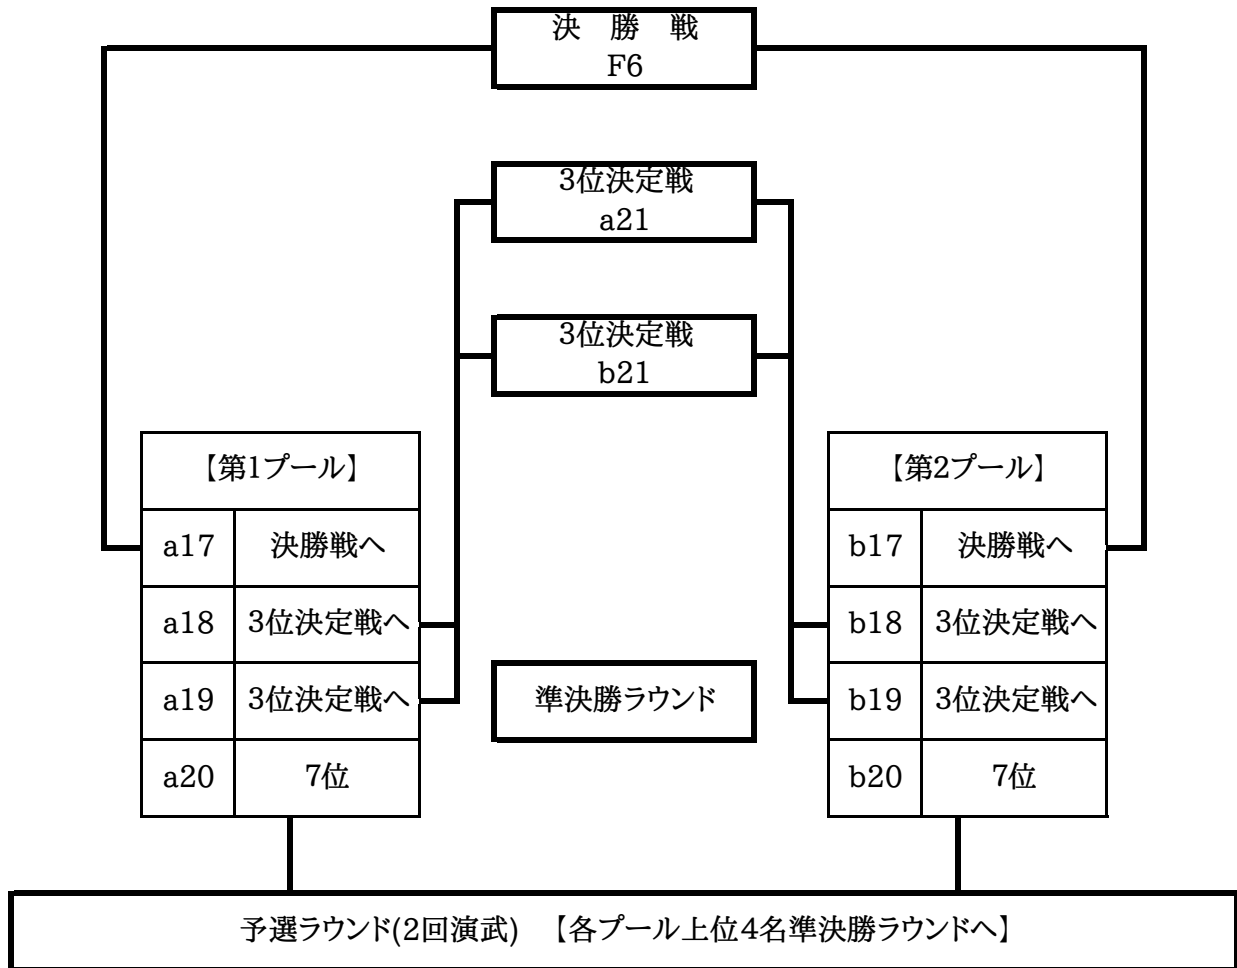 決　勝　戦
F6
3位決定戦
a21
3位決定戦
b21
【第1プール】
a17 決勝戦へ
a18 3位決定戦へ
a19 3位決定戦へ
a20 7位
準決勝ラウンド
【第2プール】
b17 決勝戦へ
b18 3位決定戦へ
b19 3位決定戦へ
b20 7位
予選ラウンド(2回演武)　【各プール上位4名準決勝ラウンドへ】